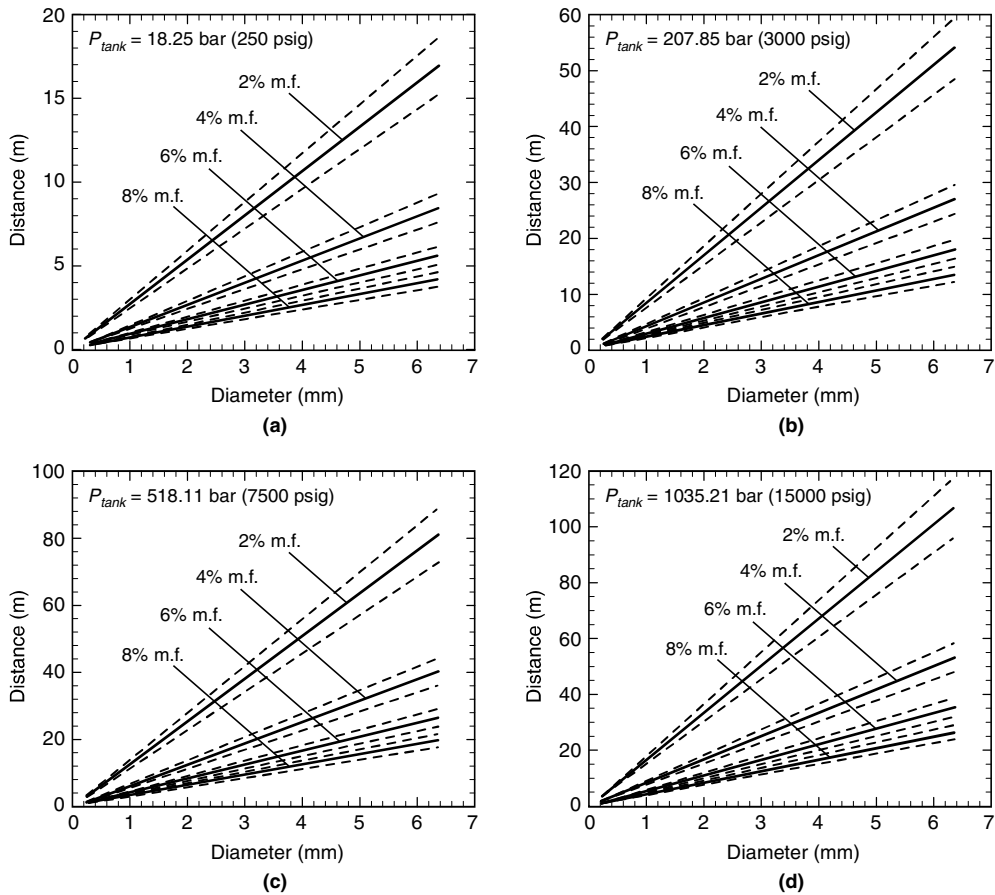 P_tank = 18.25 bar (250 psig)
2% m.f.
4% m.f.
6% m.f.
8% m.f.
Distance (m)
20
15
10
5
0
0 1 2 3 4 5 6 7
Diameter (mm)
(a)
P_tank = 207.85 bar (3000 psig)
2% m.f.
4% m.f.
6% m.f.
8% m.f.
Distance (m)
60
50
40
30
20
10
0
0 1 2 3 4 5 6 7
Diameter (mm)
(b)
P_tank = 518.11 bar (7500 psig)
2% m.f.
4% m.f.
6% m.f.
8% m.f.
Distance (m)
100
80
60
40
20
0
0 1 2 3 4 5 6 7
Diameter (mm)
(c)
P_tank = 1035.21 bar (15000 psig)
2% m.f.
4% m.f.
6% m.f.
8% m.f.
Distance (m)
120
100
80
60
40
20
0
0 1 2 3 4 5 6 7
Diameter (mm)
(d)